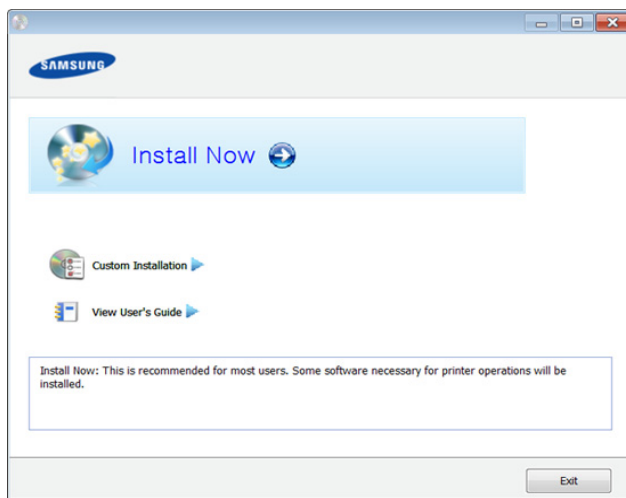 SAMSUNG
Install Now
Custom Installation
View User's Guide
Install Now: This is recommended for most users. Some software necessary for printer operations will be
installed.
Exit